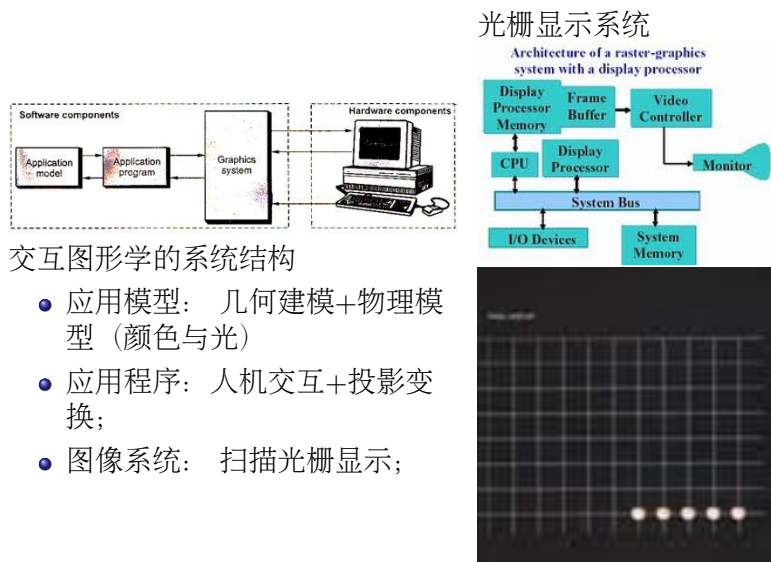 Software components
Hardware components
Application
model
Application
program
Graphics
system
交互图形学的系统结构
应用模型： 几何建模+物理模
型（颜色与光）
应用程序：人机交互+投影变
换；
图像系统： 扫描光栅显示；
光栅显示系统
Architecture of a raster-graphics
system with a display processor
Display
Processor
Memory
Frame
Buffer
Video
Controller
CPU
Display
Processor
Monitor
System Bus
I/O Devices
System
Memory